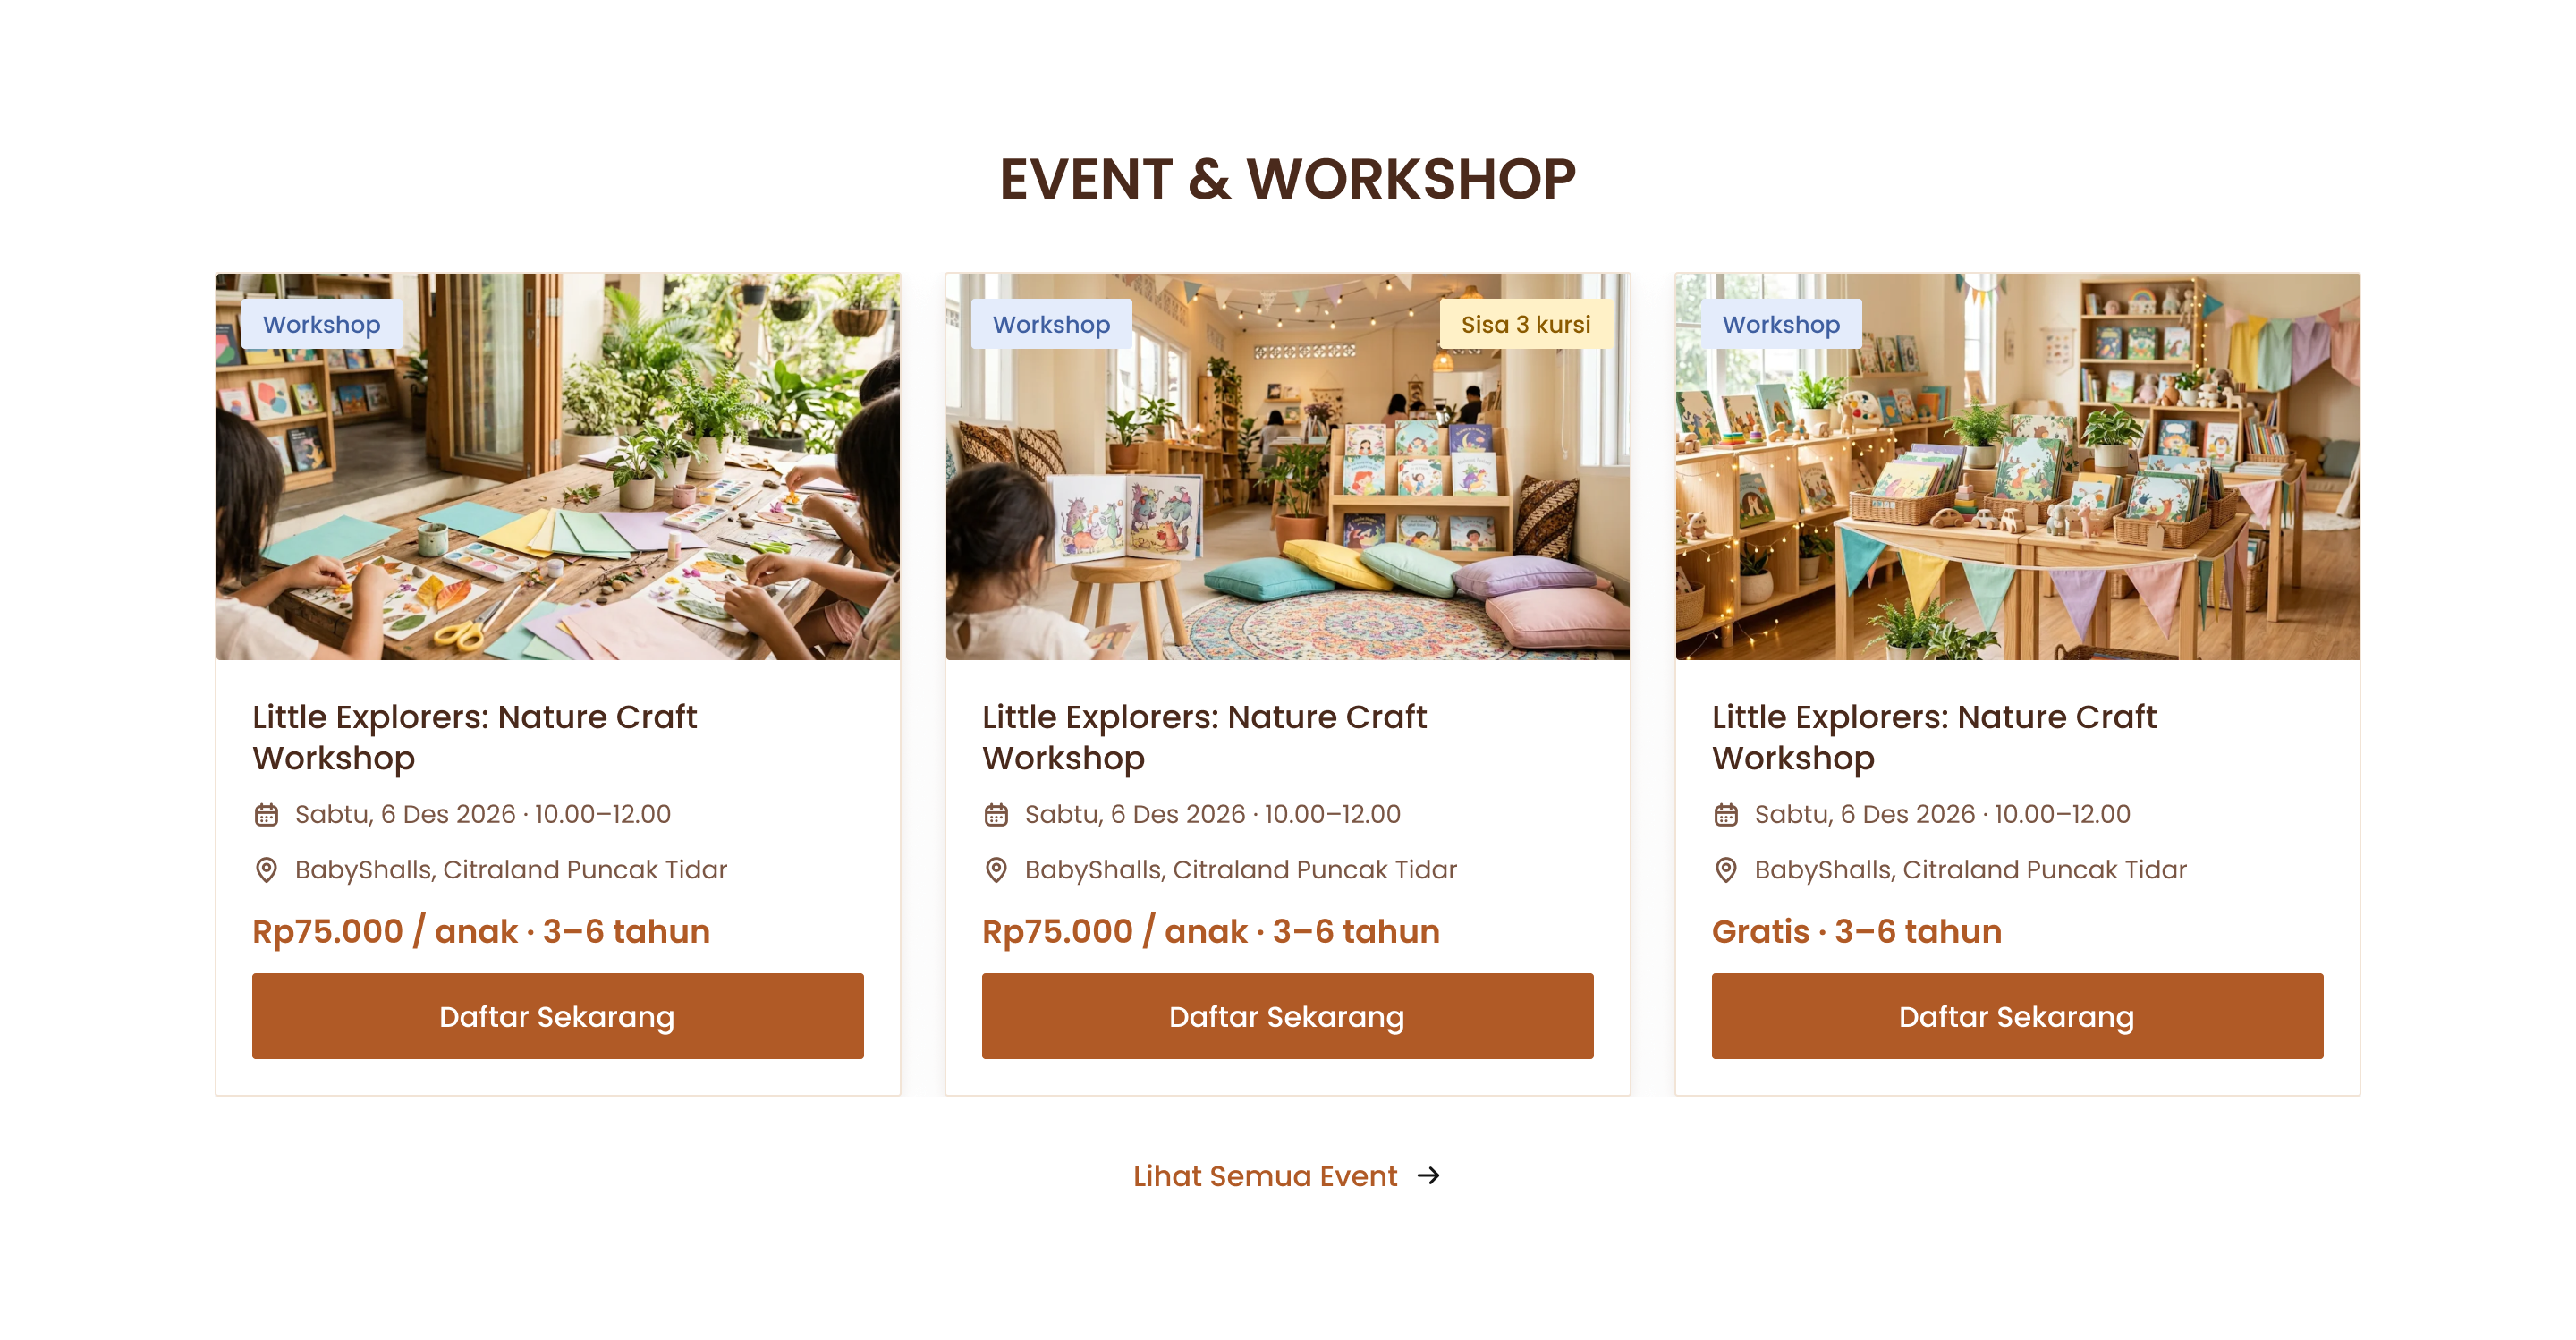 EVENT & WORKSHOP
Workshop
Little Explorers: Nature Craft
Workshop
Sabtu, 6 Des 2026 · 10.00–12.00
BabyShalls, Citraland Puncak Tidar
Rp75.000 / anak · 3–6 tahun
Daftar Sekarang
Workshop
Sisa 3 kursi
Little Explorers: Nature Craft
Workshop
Sabtu, 6 Des 2026 · 10.00–12.00
BabyShalls, Citraland Puncak Tidar
Rp75.000 / anak · 3–6 tahun
Daftar Sekarang
Workshop
Little Explorers: Nature Craft
Workshop
Sabtu, 6 Des 2026 · 10.00–12.00
BabyShalls, Citraland Puncak Tidar
Gratis · 3–6 tahun
Daftar Sekarang
Lihat Semua Event →